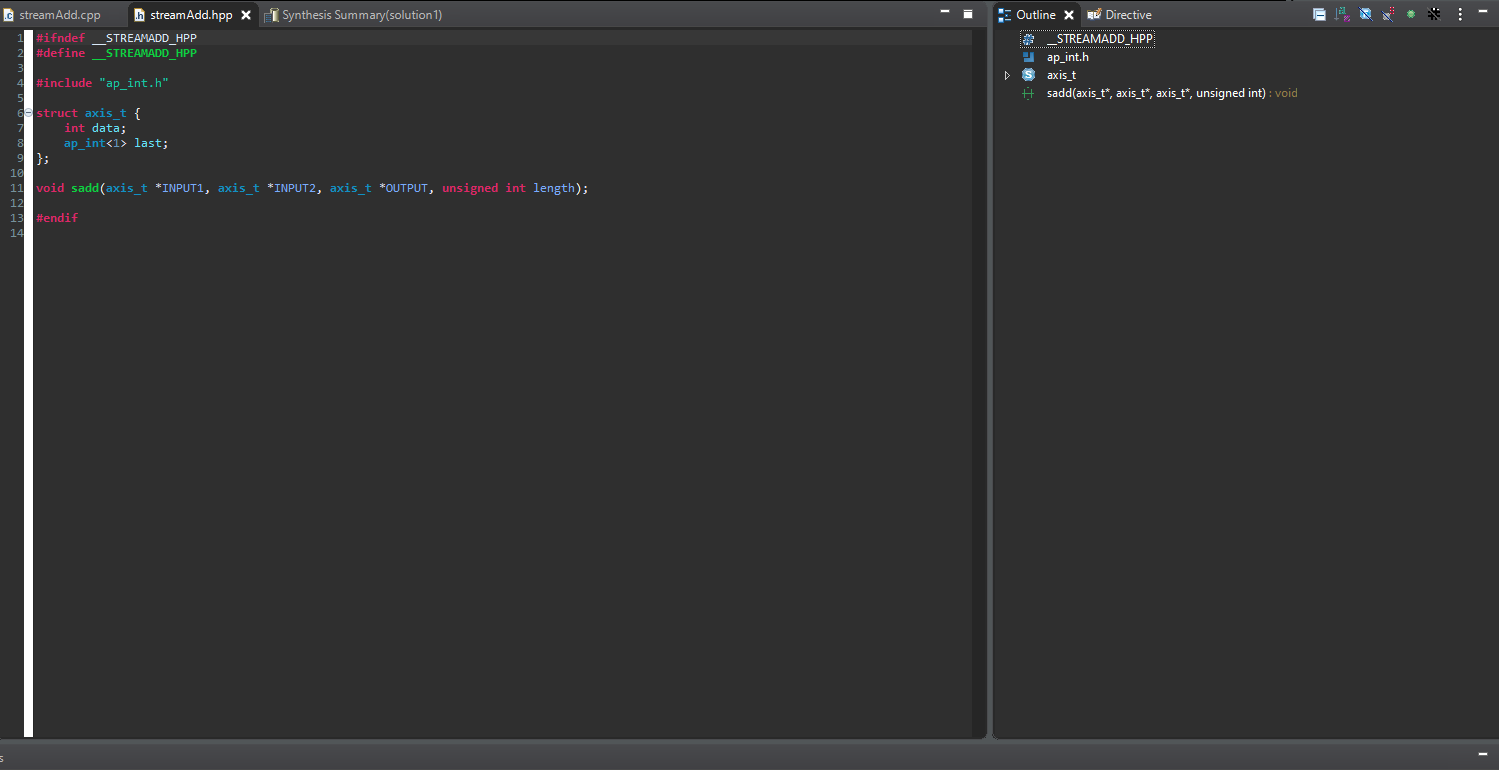 streamAdd.cpp streamAdd.hpp Synthesis Summary(solution1)
1 #ifndef __STREAMADD_HPP
2 #define __STREAMADD_HPP
3
4 #include "ap_int.h"
5
6 struct axis_t {
7 int data;
8 ap_int<1> last;
9 };
10
11 void sadd(axis_t *INPUT1, axis_t *INPUT2, axis_t *OUTPUT, unsigned int length);
12
13 #endif
14
Outline Directive
__STREAMADD_HPP
ap_int.h
axis_t
sadd(axis_t*, axis_t*, axis_t*, unsigned int) : void
s